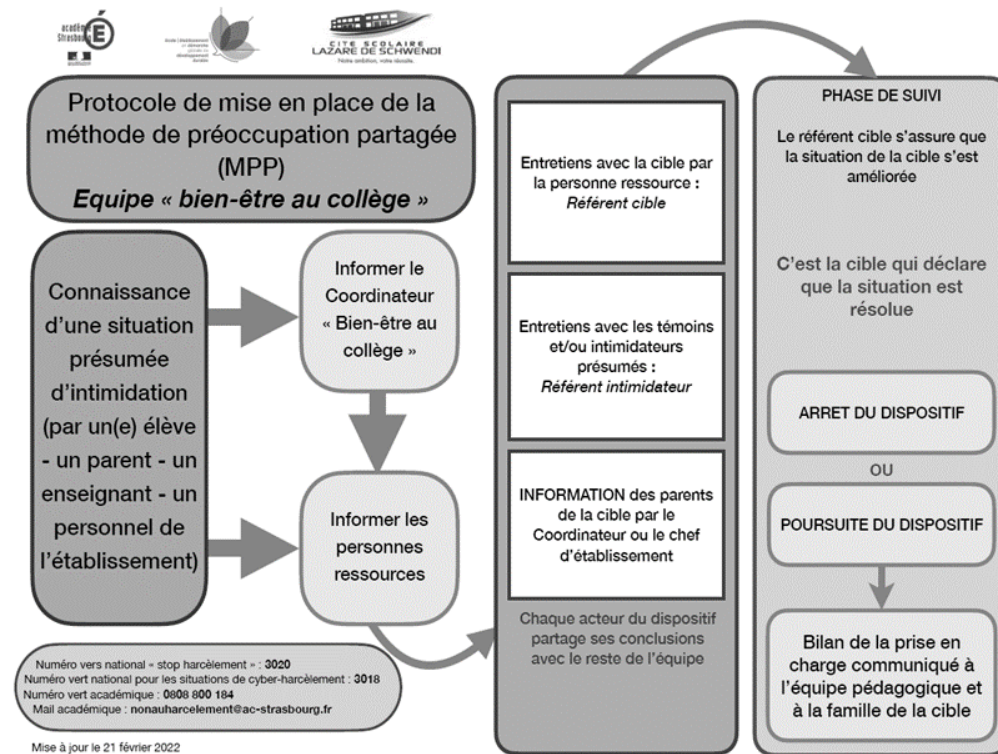 académie
Strasbourg
CITE SCOLAIRE
LAZARE DE SCHWENDI
Notre ambition, votre réussite.
Protocole de mise en place de la
méthode de préoccupation partagée
(MPP)
Equipe « bien-être au collège »
Connaissance
d'une situation
présumée
d'intimidation
(par un(e) élève
- un parent - un
enseignant - un
personnel de
l'établissement)
Informer le
Coordinateur
« Bien-être au
collège »
Informer les
personnes
ressources
Entretiens avec la cible par
la personne ressource :
Référent cible
Entretiens avec les témoins
et/ou intimidateurs
présumés :
Référent intimidateur
INFORMATION des parents
de la cible par le
Coordinateur ou le chef
d'établissement
Chaque acteur du dispositif
partage ses conclusions
avec le reste de l'équipe
PHASE DE SUIVI
Le référent cible s'assure que
la situation de la cible s'est
améliorée
C'est la cible qui déclare
que la situation est
résolue
ARRET DU DISPOSITIF
OU
POURSUITE DU DISPOSITIF
Bilan de la prise en
charge communiqué à
l'équipe pédagogique et
à la famille de la cible
Numéro vers national « stop harcèlement » : 3020
Numéro vert national pour les situations de cyber-harcèlement : 3018
Numéro vert académique : 0808 800 184
Mail académique : nonauharcelement@ac-strasbourg.fr
Mise à jour le 21 février 2022